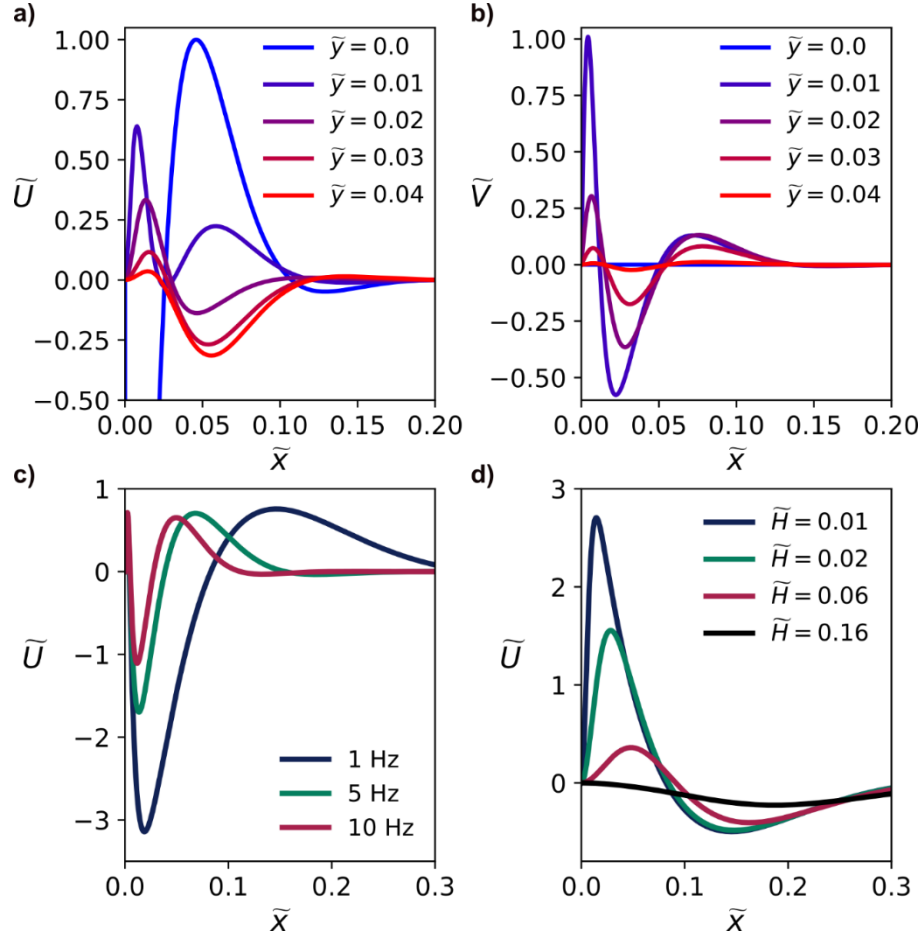 a)
1.00
0.75
0.50
0.25
0.00
−0.25
−0.50
Ũ
ỹ = 0.0
ỹ = 0.01
ỹ = 0.02
ỹ = 0.03
ỹ = 0.04
0.00 0.05 0.10 0.15 0.20
x̃
b)
1.00
0.75
0.50
0.25
0.00
−0.25
−0.50
Ṽ
ỹ = 0.0
ỹ = 0.01
ỹ = 0.02
ỹ = 0.03
ỹ = 0.04
0.00 0.05 0.10 0.15 0.20
x̃
c)
1
0
−1
−2
−3
Ũ
1 Hz
5 Hz
10 Hz
0.0 0.1 0.2 0.3
x̃
d)
3
2
1
0
Ũ
H̃ = 0.01
H̃ = 0.02
H̃ = 0.06
H̃ = 0.16
0.0 0.1 0.2 0.3
x̃